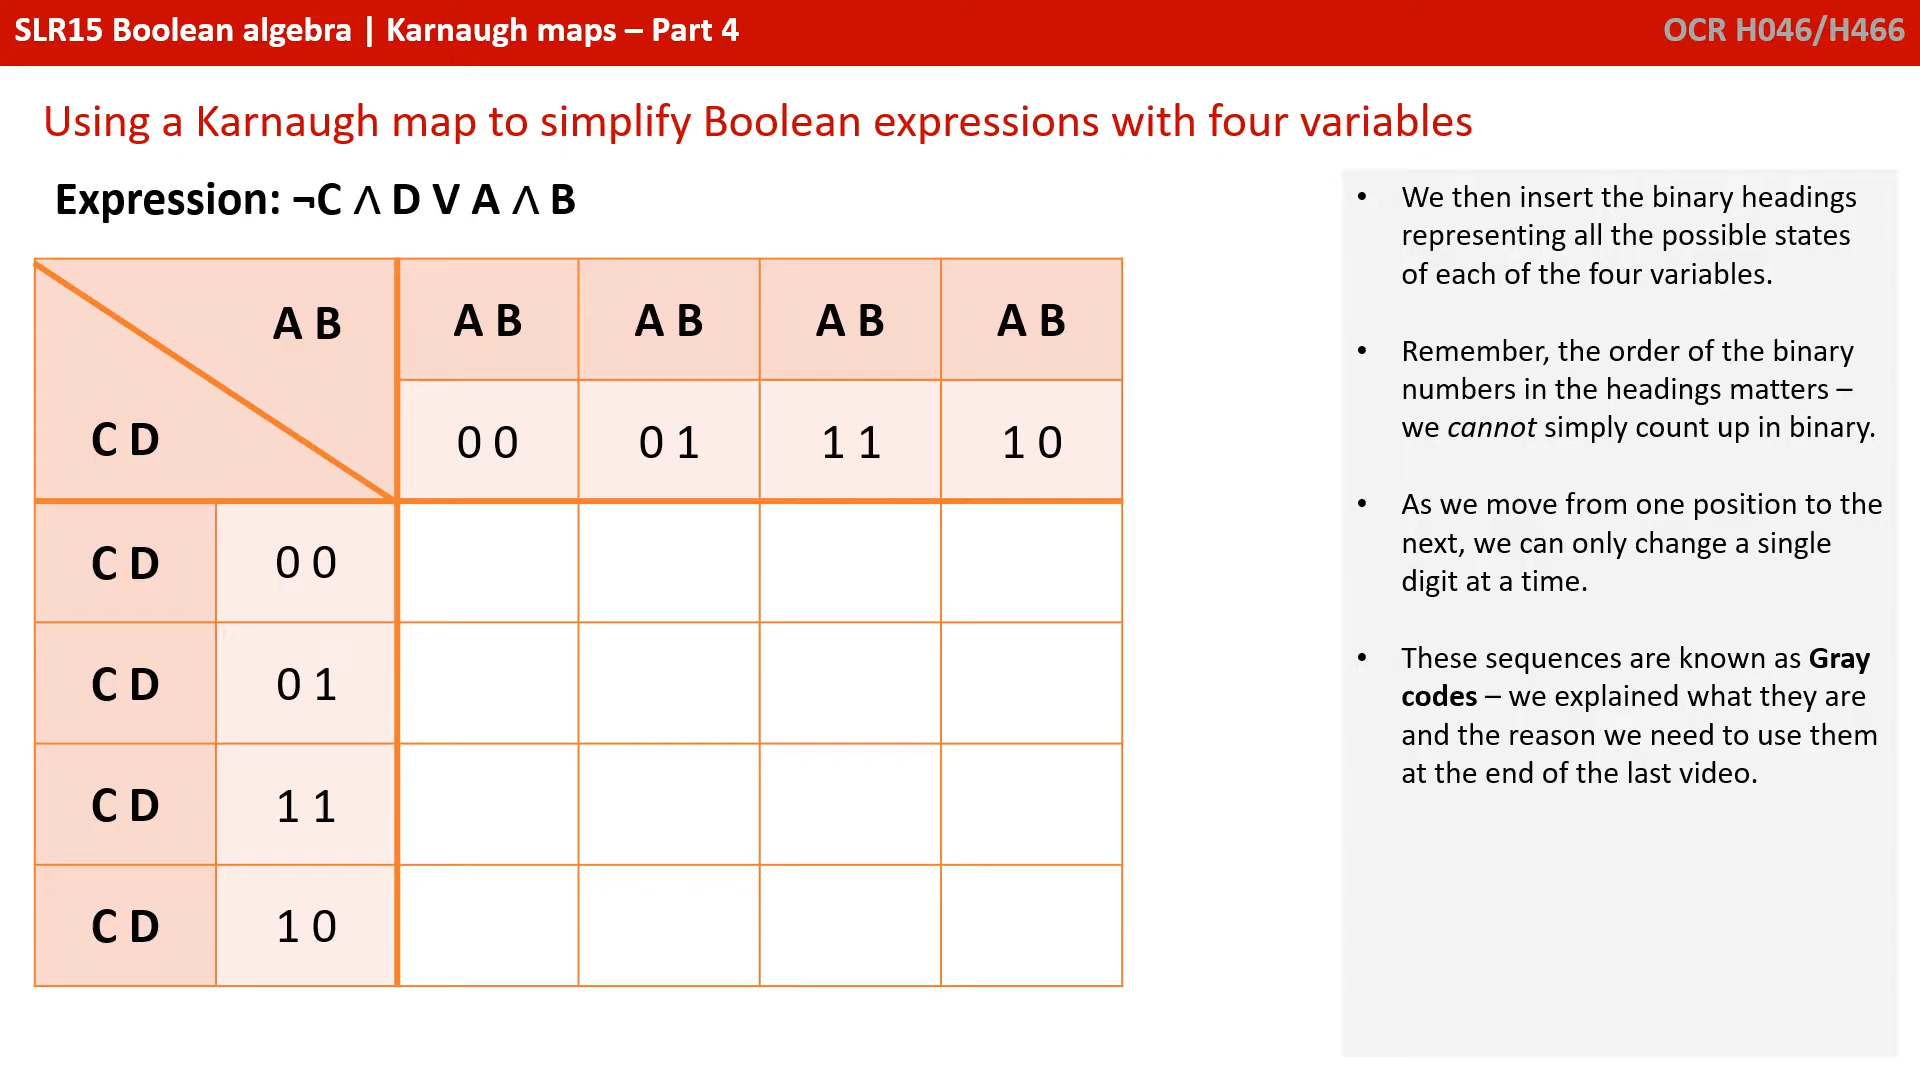 SLR15 Boolean algebra | Karnaugh maps – Part 4
OCR H046/H466
Using a Karnaugh map to simplify Boolean expressions with four variables
Expression: ¬C ∧ D V A ∧ B
A B
C D
A B A B A B A B
0 0 0 1 1 1 1 0
C D 0 0
C D 0 1
C D 1 1
C D 1 0
• We then insert the binary headings
representing all the possible states
of each of the four variables.
• Remember, the order of the binary
numbers in the headings matters –
we cannot simply count up in binary.
• As we move from one position to the
next, we can only change a single
digit at a time.
• These sequences are known as Gray
codes – we explained what they are
and the reason we need to use them
at the end of the last video.